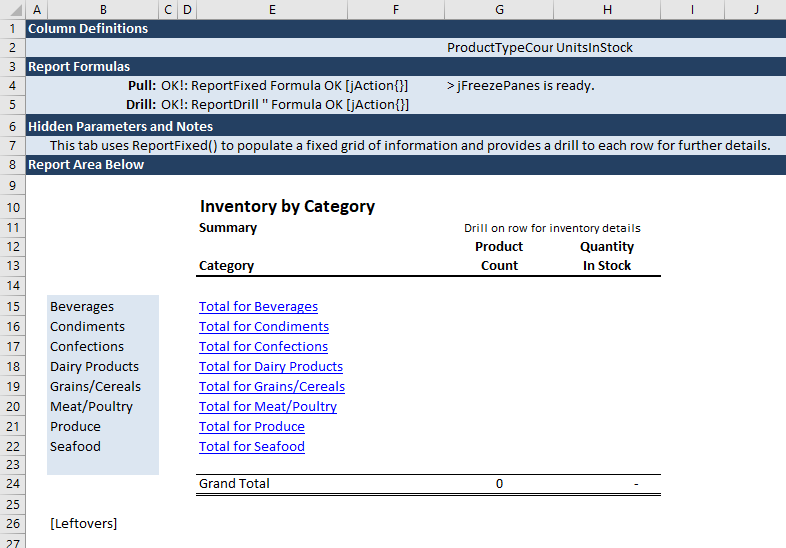 A B C D E F G H I J
1 Column Definitions
2 ProductTypeCour UnitsInStock
3 Report Formulas
4 Pull: OK!: ReportFixed Formula OK [jAction{}] > jFreezePanes is ready.
5 Drill: OK!: ReportDrill " Formula OK [jAction{}]
6 Hidden Parameters and Notes
7 This tab uses ReportFixed() to populate a fixed grid of information and provides a drill to each row for further details.
8 Report Area Below
9
10 Inventory by Category
11 Summary Drill on row for inventory details
12 Product Quantity
13 Category Count In Stock
14
15 Beverages Total for Beverages
16 Condiments Total for Condiments
17 Confections Total for Confections
18 Dairy Products Total for Dairy Products
19 Grains/Cereals Total for Grains/Cereals
20 Meat/Poultry Total for Meat/Poultry
21 Produce Total for Produce
22 Seafood Total for Seafood
23
24 Grand Total 0 -
25
26 [Leftovers]
27